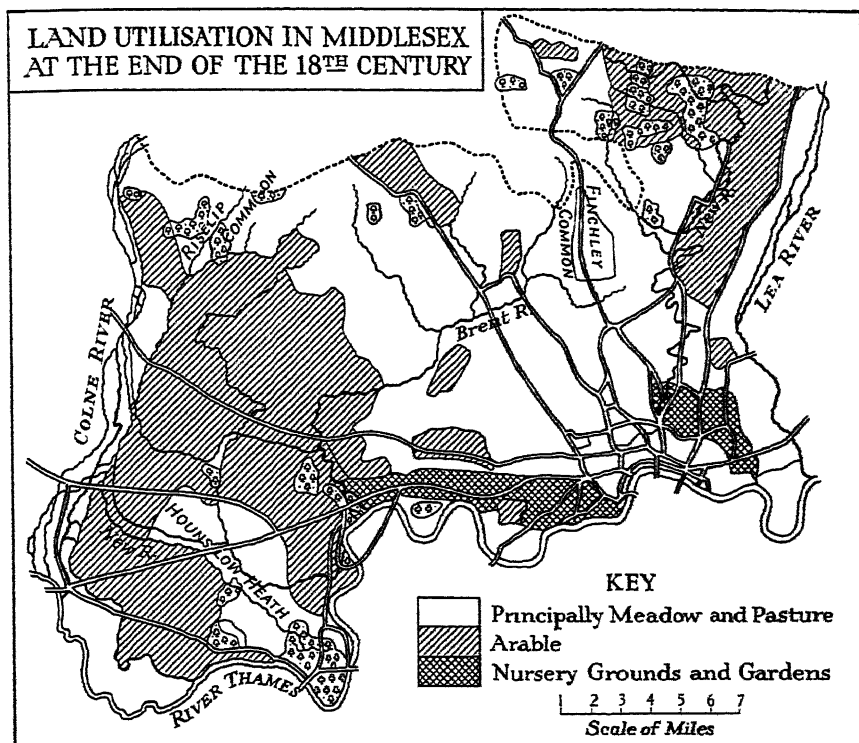 LAND UTILISATION IN MIDDLESEX
AT THE END OF THE 18TH CENTURY
RISLIP
COMMON
FINCHLEY
COMMON
New R.
LEA RIVER
Brent R.
COLNE RIVER
HOUNSLOW HEATH
New R.
RIVER THAMES
KEY
Principally Meadow and Pasture
Arable
Nursery Grounds and Gardens
1 2 3 4 5 6 7
Scale of Miles